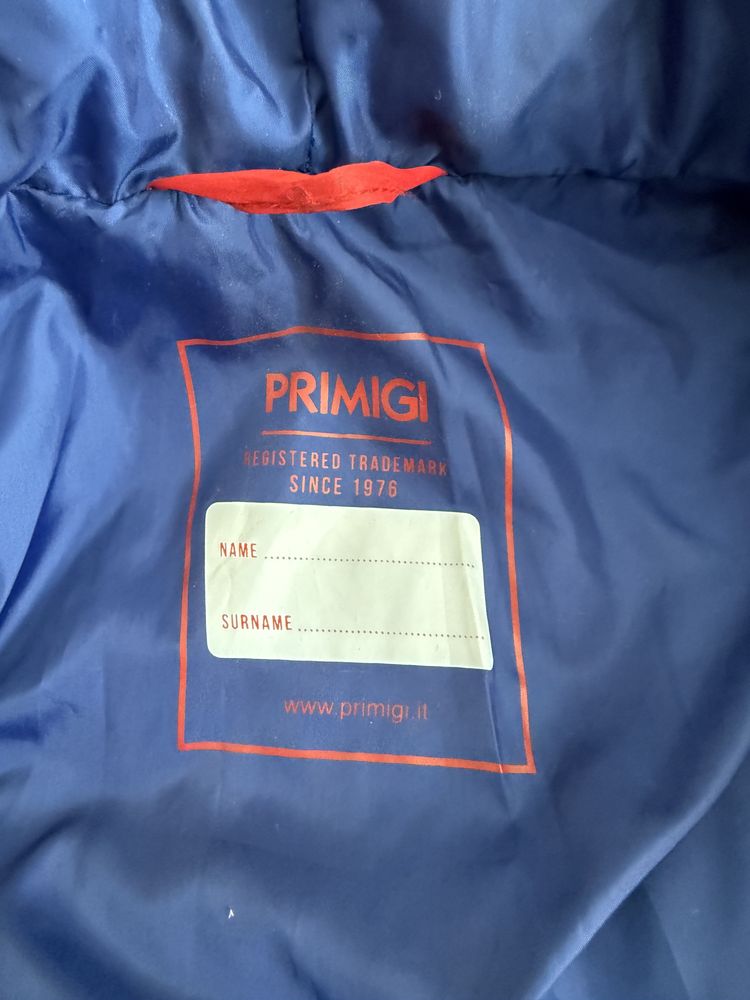 PRIMIGI
REGISTERED TRADEMARK
SINCE 1976
NAME
SURNAME
www.primigi.it